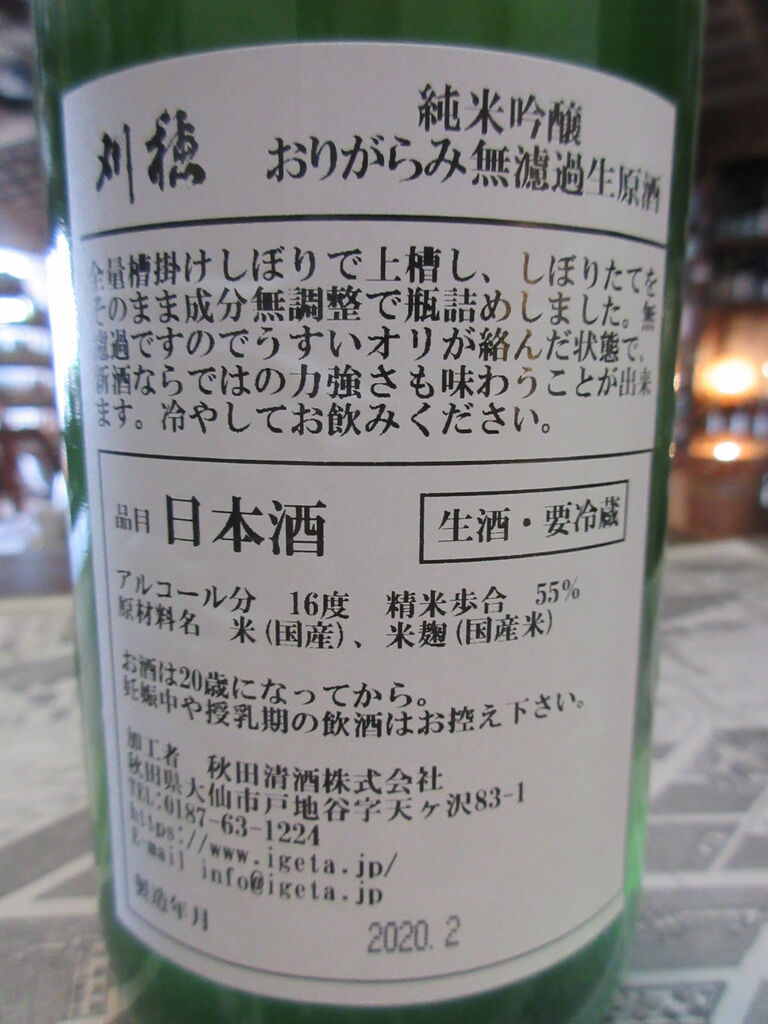 刈穂
純米吟醸
おりがらみ無濾過生原酒
全量槽掛けしぼりで上槽し、しぼりたてを
そのまま成分無調整で瓶詰めしました。無
濾過ですのでうすいオリが絡んだ状態で、
新酒ならではの力強さも味わうことが出来
ます。冷やしてお飲みください。
品目 日本酒
生酒・要冷蔵
アルコール分 16度 精米歩合 55%
原材料名 米(国産)、米麹(国産米)
お酒は20歳になってから。
妊娠中や授乳期の飲酒はお控え下さい。
加工者 秋田清酒株式会社
秋田県大仙市戸地谷字天ヶ沢83-1
TEL:0187-63-1224
https://www.igeta.jp/
E-mail info@igeta.jp
製造年月
2020. 2